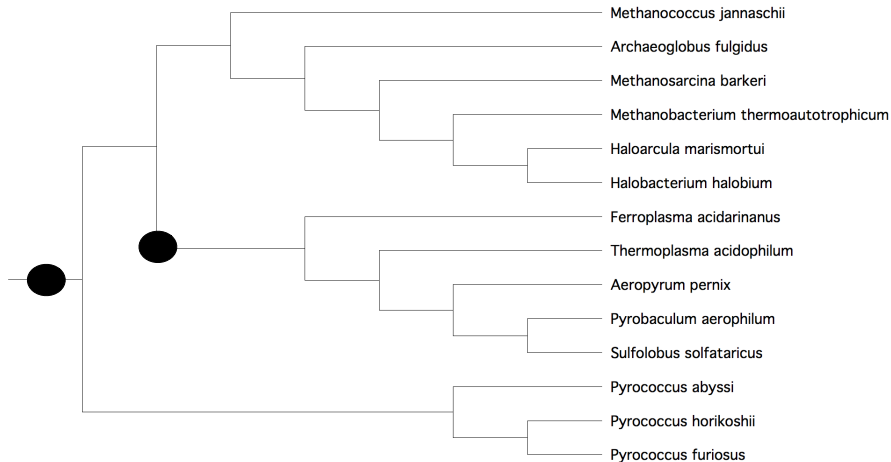 Methanococcus jannaschii
Archaeoglobus fulgidus
Methanosarcina barkeri
Methanobacterium thermoautotrophicum
Haloarcula marismortui
Halobacterium halobium
Ferroplasma acidarinanus
Thermoplasma acidophilum
Aeropyrum pernix
Pyrobaculum aerophilum
Sulfolobus solfataricus
Pyrococcus abyssi
Pyrococcus horikoshii
Pyrococcus furiosus